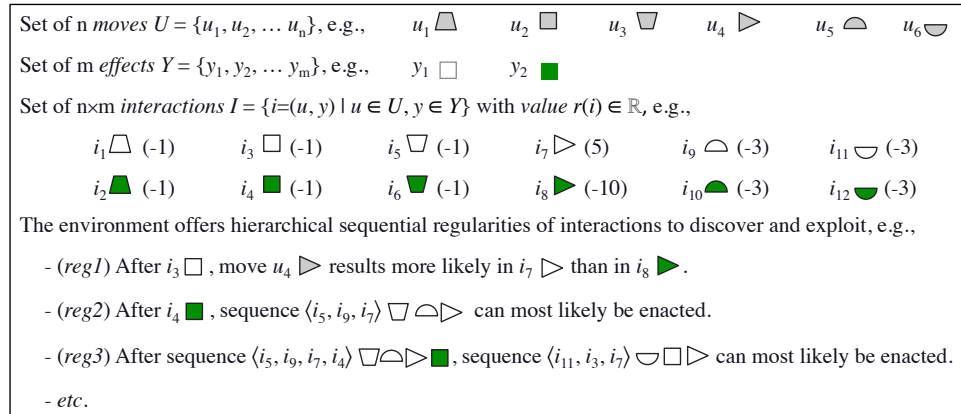 Set of n moves U = {u1, u2, … un}, e.g., u1 u2 u3 u4 u5 u6
Set of m effects Y = {y1, y2, … ym}, e.g., y1 y2
Set of n×m interactions I = {i=(u, y) | u ∈ U, y ∈ Y} with value r(i) ∈ ℝ, e.g.,
i1 (-1) i3 (-1) i5 (-1) i7 (5) i9 (-3) i11 (-3)
i2 (-1) i4 (-1) i6 (-1) i8 (-10) i10 (-3) i12 (-3)
The environment offers hierarchical sequential regularities of interactions to discover and exploit, e.g.,
- (reg1) After i3 , move u4 results more likely in i7 than in i8 .
- (reg2) After i4 , sequence ⟨i5, i9, i7⟩ can most likely be enacted.
- (reg3) After sequence ⟨i5, i9, i7, i4⟩ , sequence ⟨i11, i3, i7⟩ can most likely be enacted.
- etc.